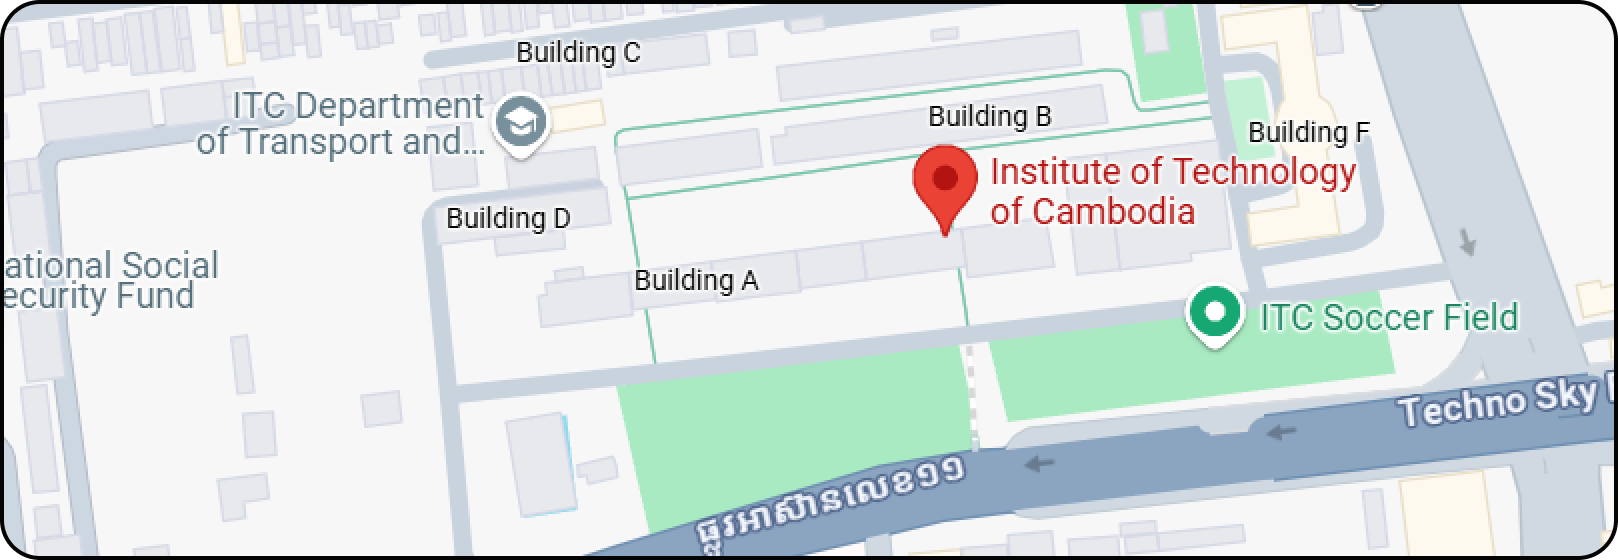 Building C
ITC Department
of Transport and...
Building B
Building F
Institute of Technology
of Cambodia
Building D
ational Social
ecurity Fund
Building A
ITC Soccer Field
Techno Sky
ផ្លូវអាស៊ានលេខ១១